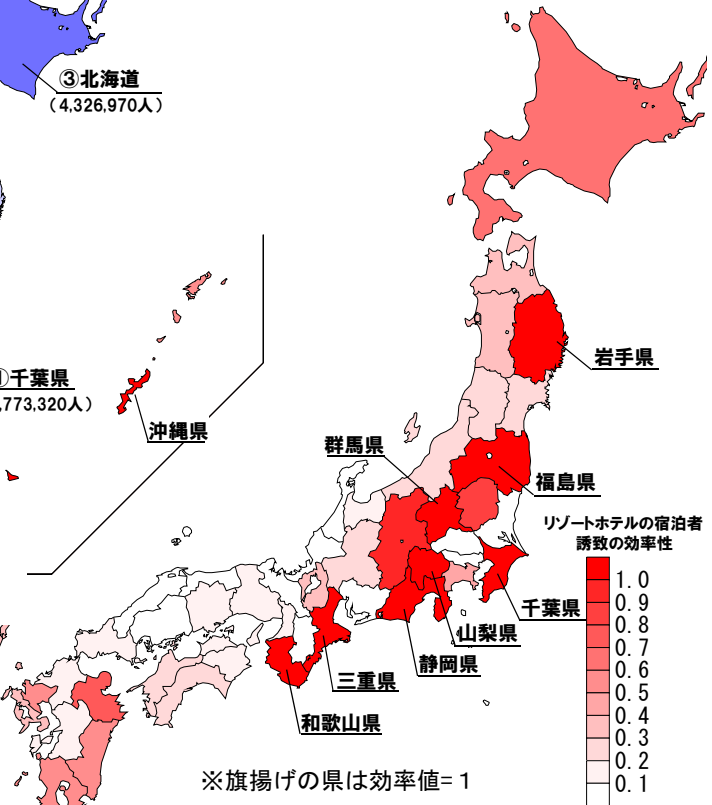 ③北海道
（4,326,970人）
千葉県
,773,320人）
沖縄県
岩手県
群馬県
福島県
リゾートホテルの宿泊者
誘致の効率性
1.0
0.9
0.8
0.7
0.6
0.5
0.4
0.3
0.2
0.1
千葉県
山梨県
静岡県
三重県
和歌山県
※旗揚げの県は効率値=１